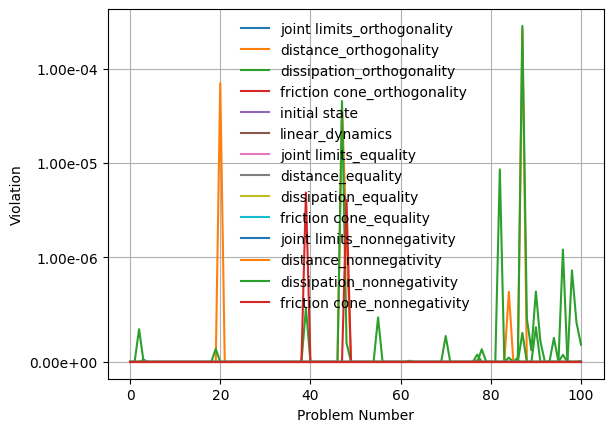 joint limits_orthogonality
distance_orthogonality
dissipation_orthogonality
friction cone_orthogonality
initial state
linear_dynamics
joint limits_equality
distance_equality
dissipation_equality
friction cone_equality
joint limits_nonnegativity
distance_nonnegativity
dissipation_nonnegativity
friction cone_nonnegativity
1.00e-04
1.00e-05
1.00e-06
0.00e+00
Violation
0 20 40 60 80 100
Problem Number